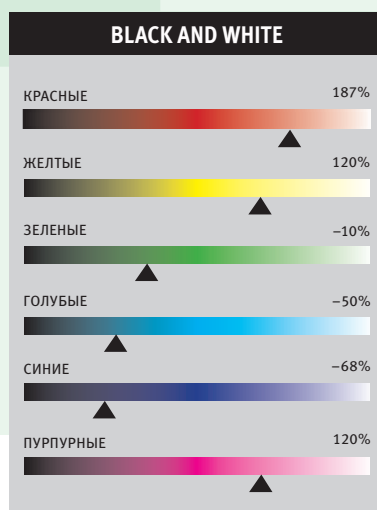 BLACK AND WHITE
КРАСНЫЕ 187%
ЖЕЛТЫЕ 120%
ЗЕЛЕНЫЕ –10%
ГОЛУБЫЕ –50%
СИНИЕ –68%
ПУРПУРНЫЕ 120%